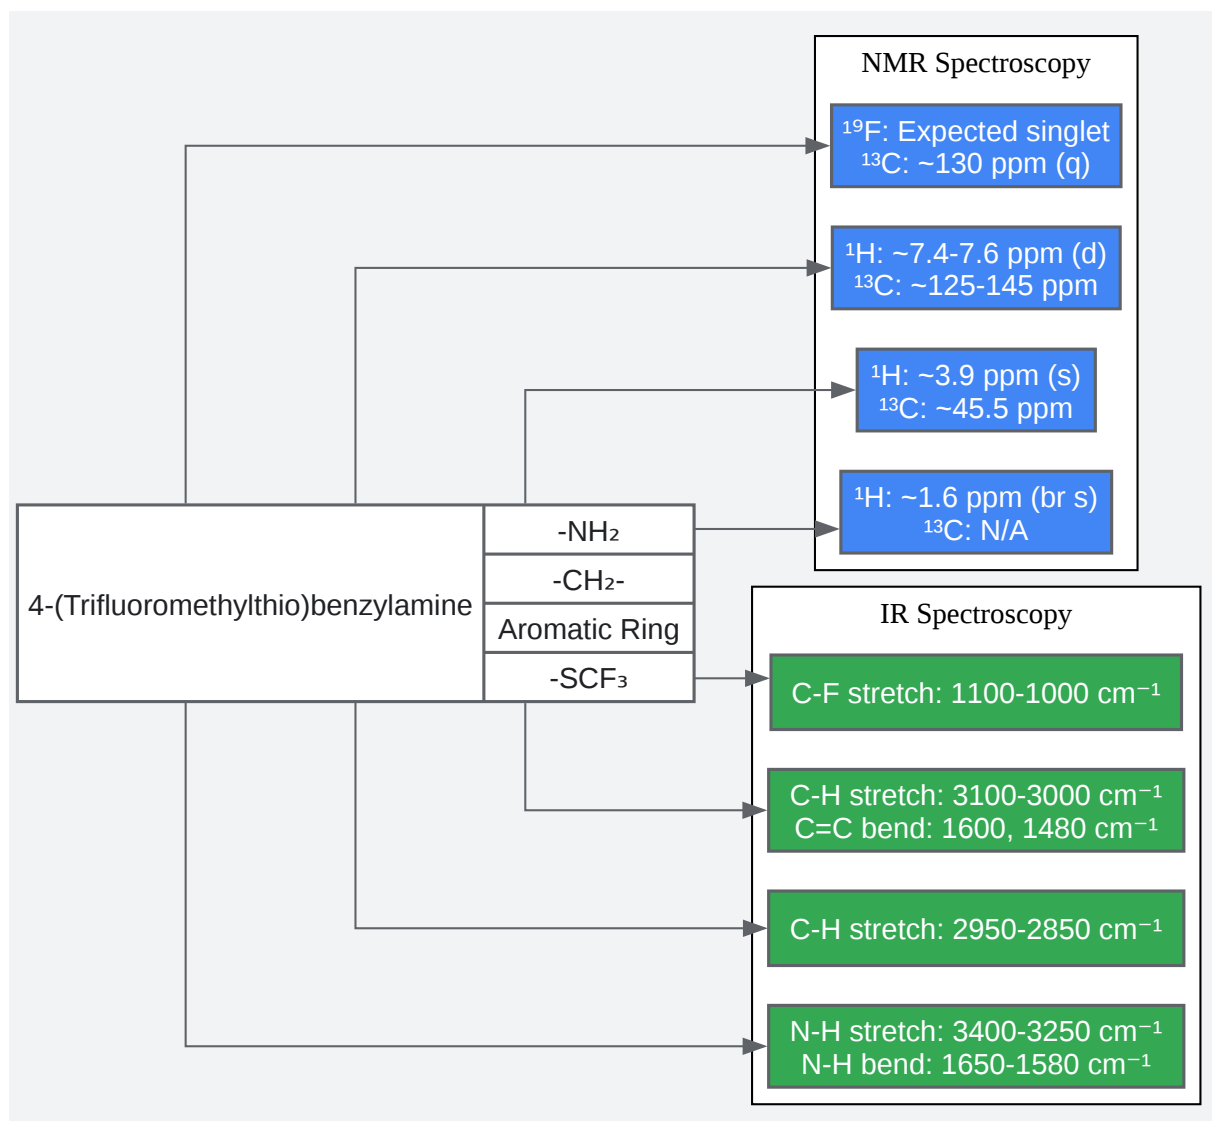 NMR Spectroscopy
¹⁹F: Expected singlet
¹³C: ~130 ppm (q)
¹H: ~7.4-7.6 ppm (d)
¹³C: ~125-145 ppm
¹H: ~3.9 ppm (s)
¹³C: ~45.5 ppm
¹H: ~1.6 ppm (br s)
¹³C: N/A
4-(Trifluoromethylthio)benzylamine
-NH₂
-CH₂-
Aromatic Ring
-SCF₃
IR Spectroscopy
C-F stretch: 1100-1000 cm⁻¹
C-H stretch: 3100-3000 cm⁻¹
C=C bend: 1600, 1480 cm⁻¹
C-H stretch: 2950-2850 cm⁻¹
N-H stretch: 3400-3250 cm⁻¹
N-H bend: 1650-1580 cm⁻¹